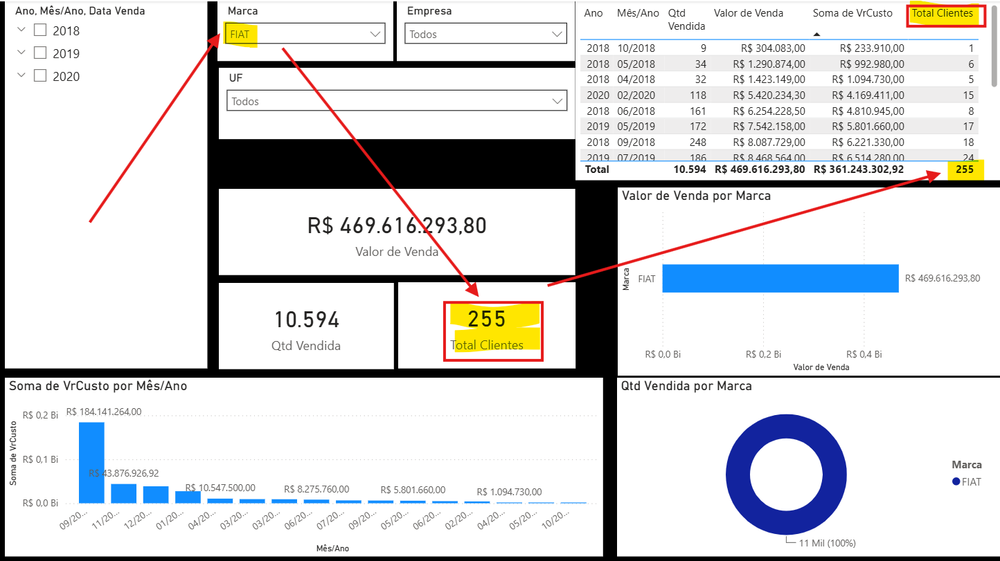 Ano, Mês/Ano, Data Venda
2018
2019
2020
Marca
FIAT
Empresa
Todos
UF
Todos
Ano Mês/Ano Qtd Vendida Valor de Venda Soma de VrCusto Total Clientes
2018 10/2018 9 R$ 304.083,00 R$ 233.910,00 1
2018 05/2018 34 R$ 1.290.874,00 R$ 992.980,00 6
2018 04/2018 32 R$ 1.423.149,00 R$ 1.094.730,00 5
2020 02/2020 118 R$ 5.420.234,30 R$ 4.169.411,00 15
2018 06/2018 161 R$ 6.254.228,50 R$ 4.810.945,00 8
2019 05/2019 172 R$ 7.542.158,00 R$ 5.801.660,00 17
2018 09/2018 248 R$ 8.087.729,00 R$ 6.221.330,00 18
2019 07/2019 186 R$ 8.468.564,00 R$ 6.514.280,00 24
Total 10.594 R$ 469.616.293,80 R$ 361.243.302,92 255
R$ 469.616.293,80
Valor de Venda
10.594
Qtd Vendida
255
Total Clientes
Valor de Venda por Marca
Marca
FIAT
R$ 469.616.293,80
R$ 0,0 Bi R$ 0,2 Bi R$ 0,4 Bi
Valor de Venda
Soma de VrCusto por Mês/Ano
Soma de VrCusto
R$ 0,2 Bi
R$ 0,1 Bi
R$ 0,0 Bi
R$ 184.141.264,00
R$ 43.876.926,92
R$ 10.547.500,00
R$ 8.275.760,00
R$ 5.801.660,00
R$ 1.094.730,00
09/20... 11/20... 12/20... 01/20... 04/20... 03/20... 03/20... 06/20... 07/20... 09/20... 05/20... 06/20... 02/20... 04/20... 05/20... 10/20...
Mês/Ano
Qtd Vendida por Marca
11 Mil (100%)
Marca
FIAT